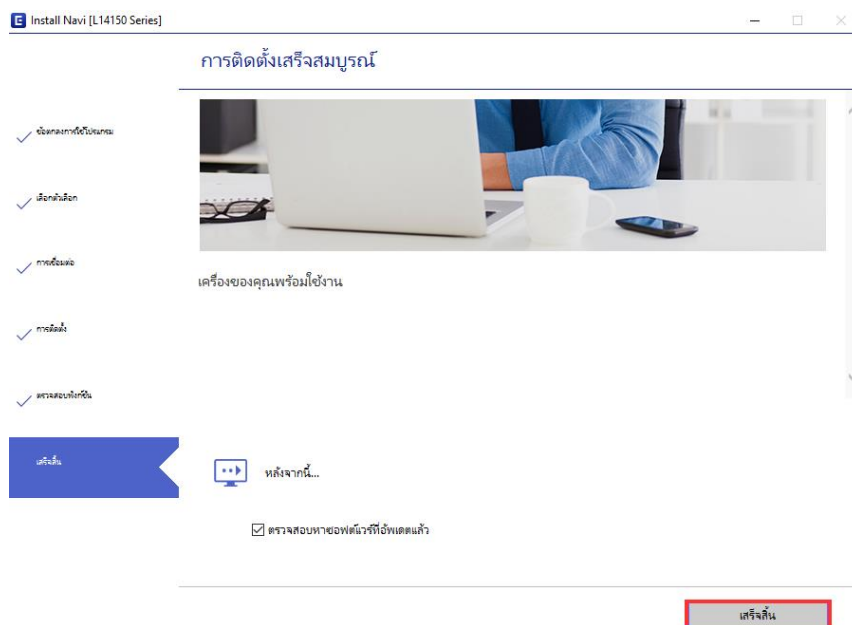 E Install Navi [L14150 Series]
การติดตั้งเสร็จสมบูรณ์
ข้อตกลงการใช้โปรแกรม
เลือกตัวเลือก
การเชื่อมต่อ
เครื่องของคุณพร้อมใช้งาน
การติดตั้ง
ตรวจสอบฟังก์ชัน
เสร็จสิ้น
หลังจากนี้...
ตรวจสอบหาซอฟต์แวร์ที่อัพเดตแล้ว
เสร็จสิ้น